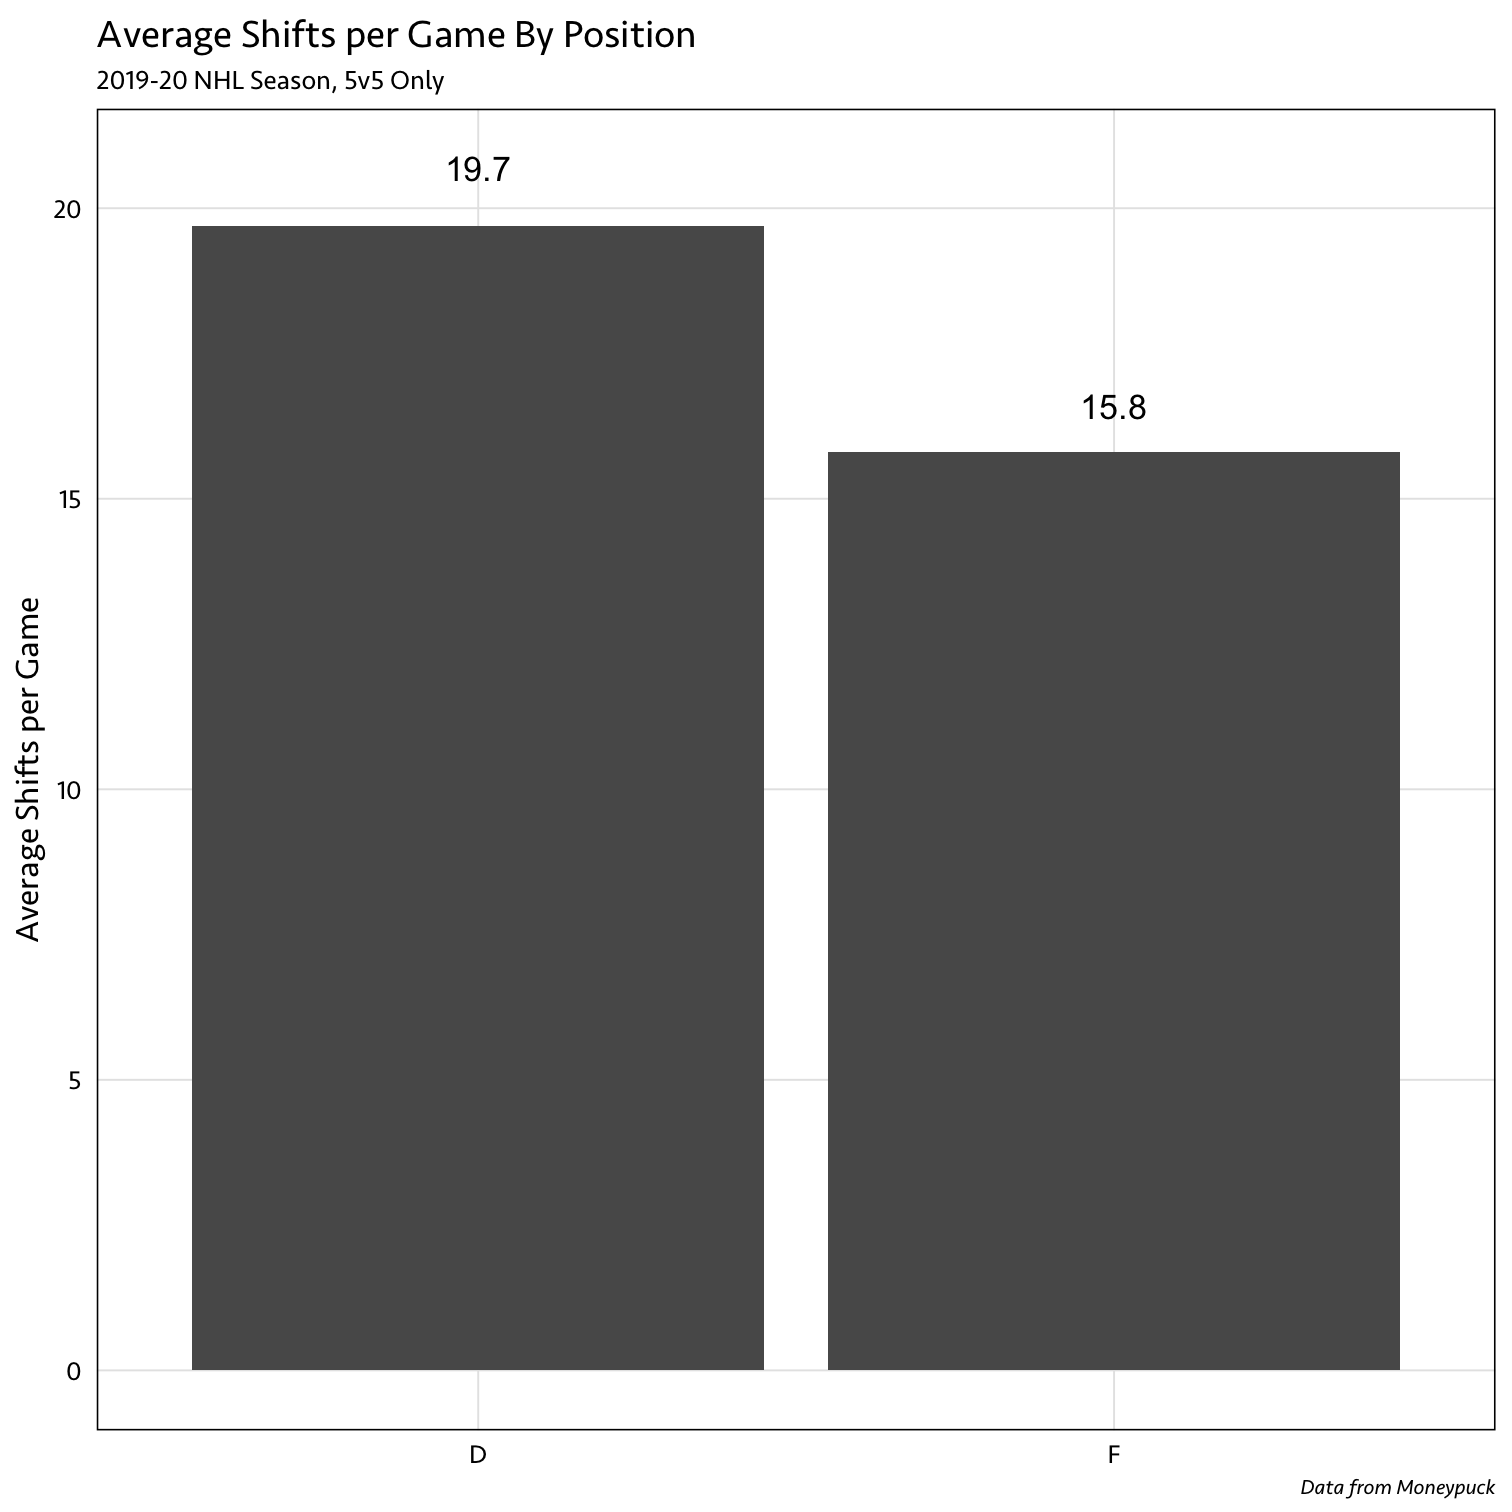 Average Shifts per Game By Position
2019-20 NHL Season, 5v5 Only
19.7
15.8
20
15
10
5
0
Average Shifts per Game
D
F
Data from Moneypuck